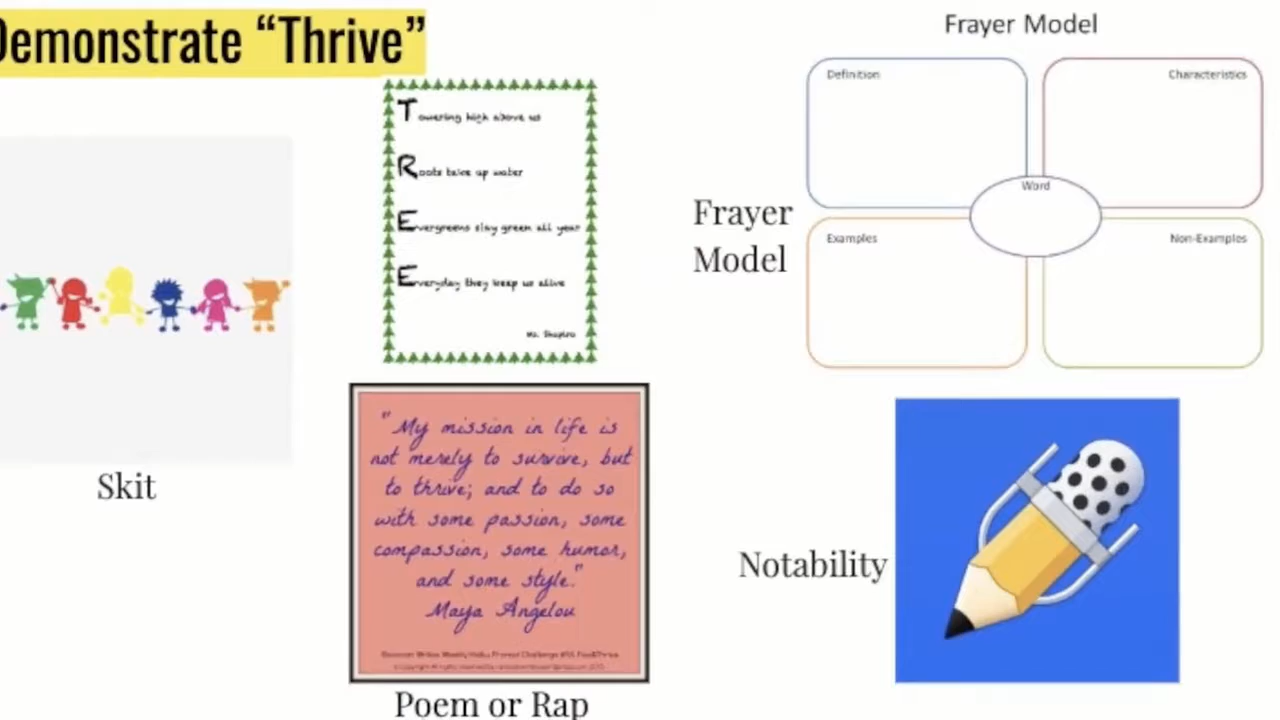 Demonstrate “Thrive”
Towering high above us
Roots take up water
Evergreens stay green all year
Everyday they keep us alive
Ms. Shapiro
Skit
"My mission in life is
not merely to survive, but
to thrive; and to do so
with some passion, some
compassion, some humor,
and some style."
Maya Angelou
Poem or Rap
Frayer Model
Definition
Characteristics
Word
Examples
Non-Examples
Frayer
Model
Notability